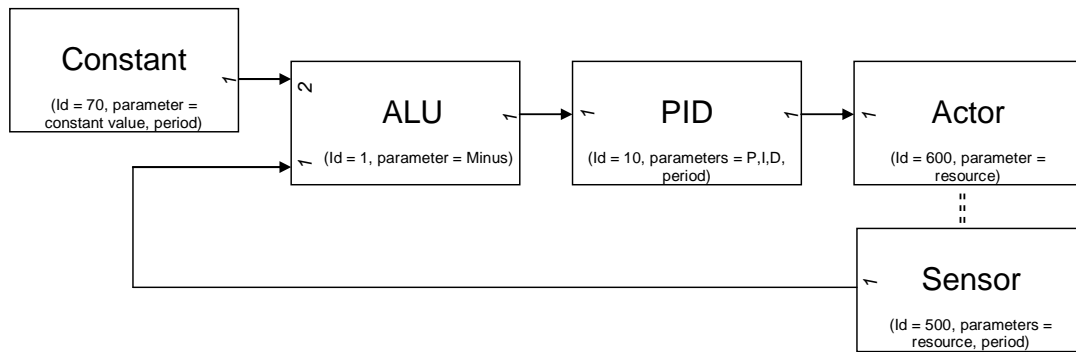 Constant
(Id = 70, parameter =
constant value, period)
1
2
1
ALU
(Id = 1, parameter = Minus)
1
1
PID
(Id = 10, parameters = P,I,D,
period)
1
1
Actor
(Id = 600, parameter =
resource)
1
Sensor
(Id = 500, parameters =
resource, period)